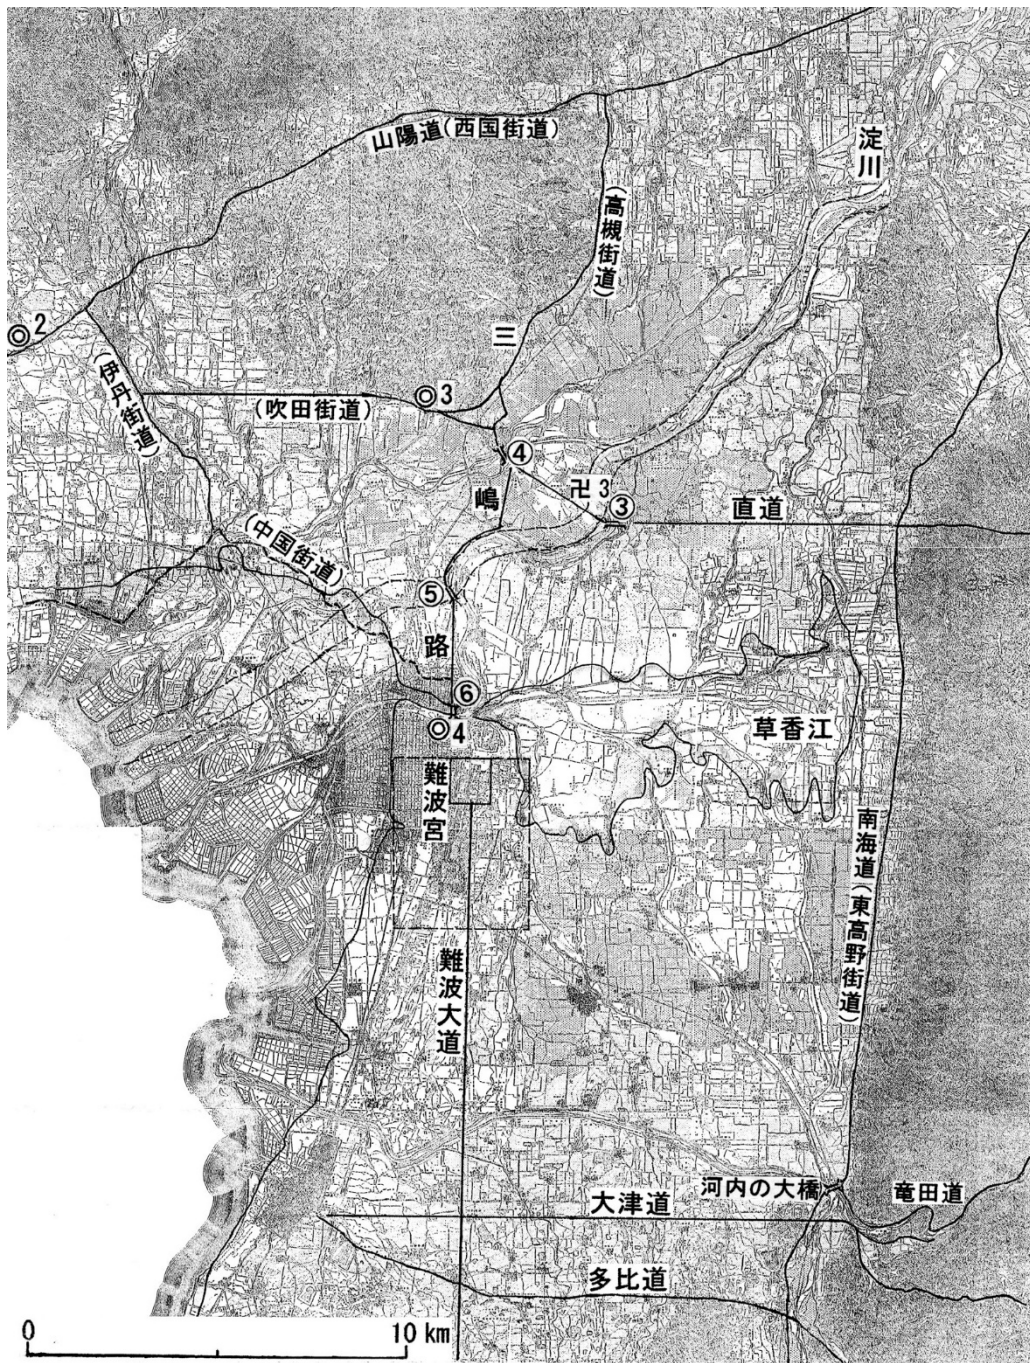 山陽道(西国街道)
淀川
(高槻街道)
◎2
三
(伊丹街道)
◎3
(吹田街道)
④
嶋
卍3
③
直道
(中国街道)
⑤
路
⑥
◎4
草香江
難波宮
南海道(東高野街道)
難波大道
河内の大橋
竜田道
大津道
多比道
0
10 km